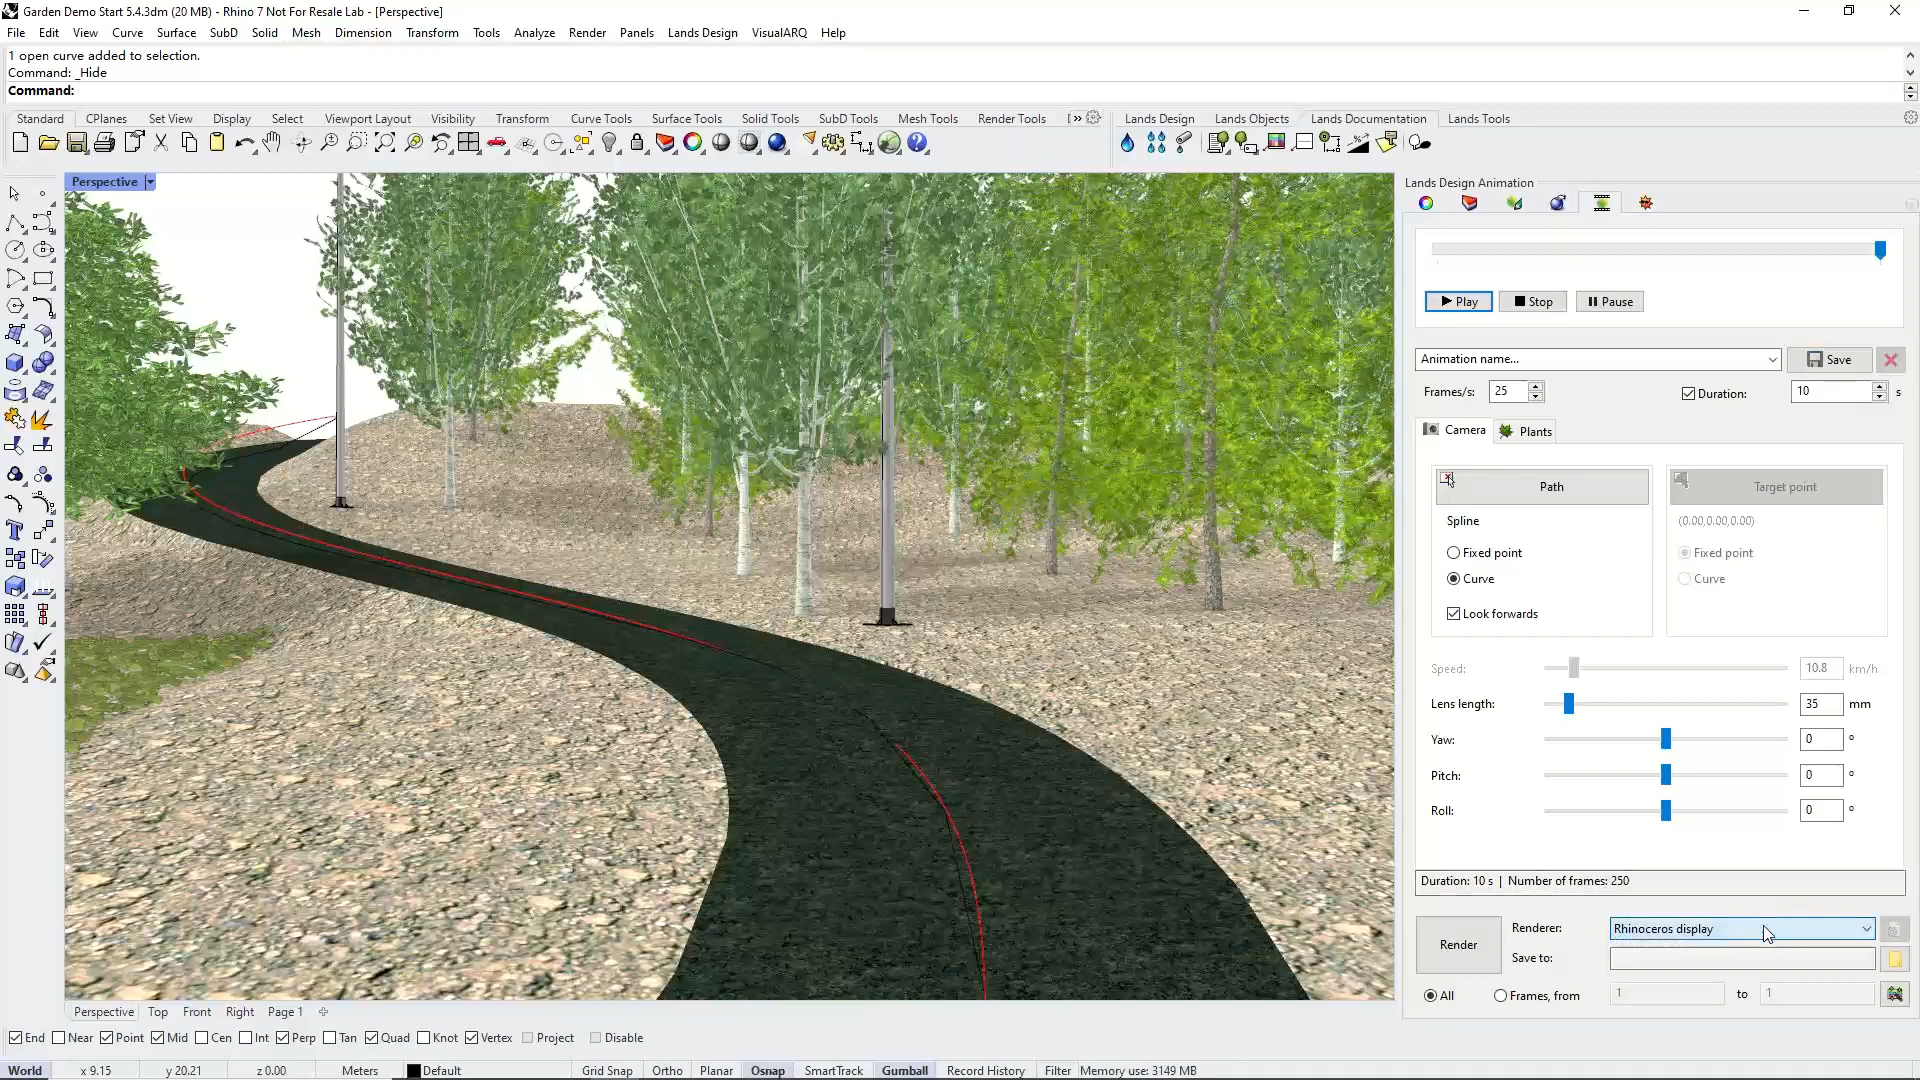 Garden Demo Start 5.4.3dm (20 MB) - Rhino 7 Not For Resale Lab - [Perspective]
File Edit View Curve Surface SubD Solid Mesh Dimension Transform Tools Analyze Render Panels Lands Design VisualARQ Help
1 open curve added to selection.
Command: _Hide
Command:
Standard CPlanes Set View Display Select Viewport Layout Visibility Transform Curve Tools Surface Tools Solid Tools SubD Tools Mesh Tools Render Tools Lands Design Lands Objects Lands Documentation Lands Tools
Perspective
Lands Design Animation
Play Stop Pause
Animation name... Save
Frames/s: 25 Duration: 10 s
Camera Plants
Path Target point
Spline (0.00,0.00,0.00)
Fixed point Fixed point
Curve Curve
Look forwards
Speed: 10.8 km/h
Lens length: 35 mm
Yaw: 0 °
Pitch: 0 °
Roll: 0 °
Duration: 10 s | Number of frames: 250
Render Renderer: Rhinoceros display
Save to:
All Frames, from 1 to 1
Perspective Top Front Right Page 1
End Near Point Mid Cen Int Perp Tan Quad Knot Vertex Project Disable
World x 9.15 y 20.21 z 0.00 Meters Default Grid Snap Ortho Planar Osnap SmartTrack Gumball Record History Filter Memory use: 3149 MB